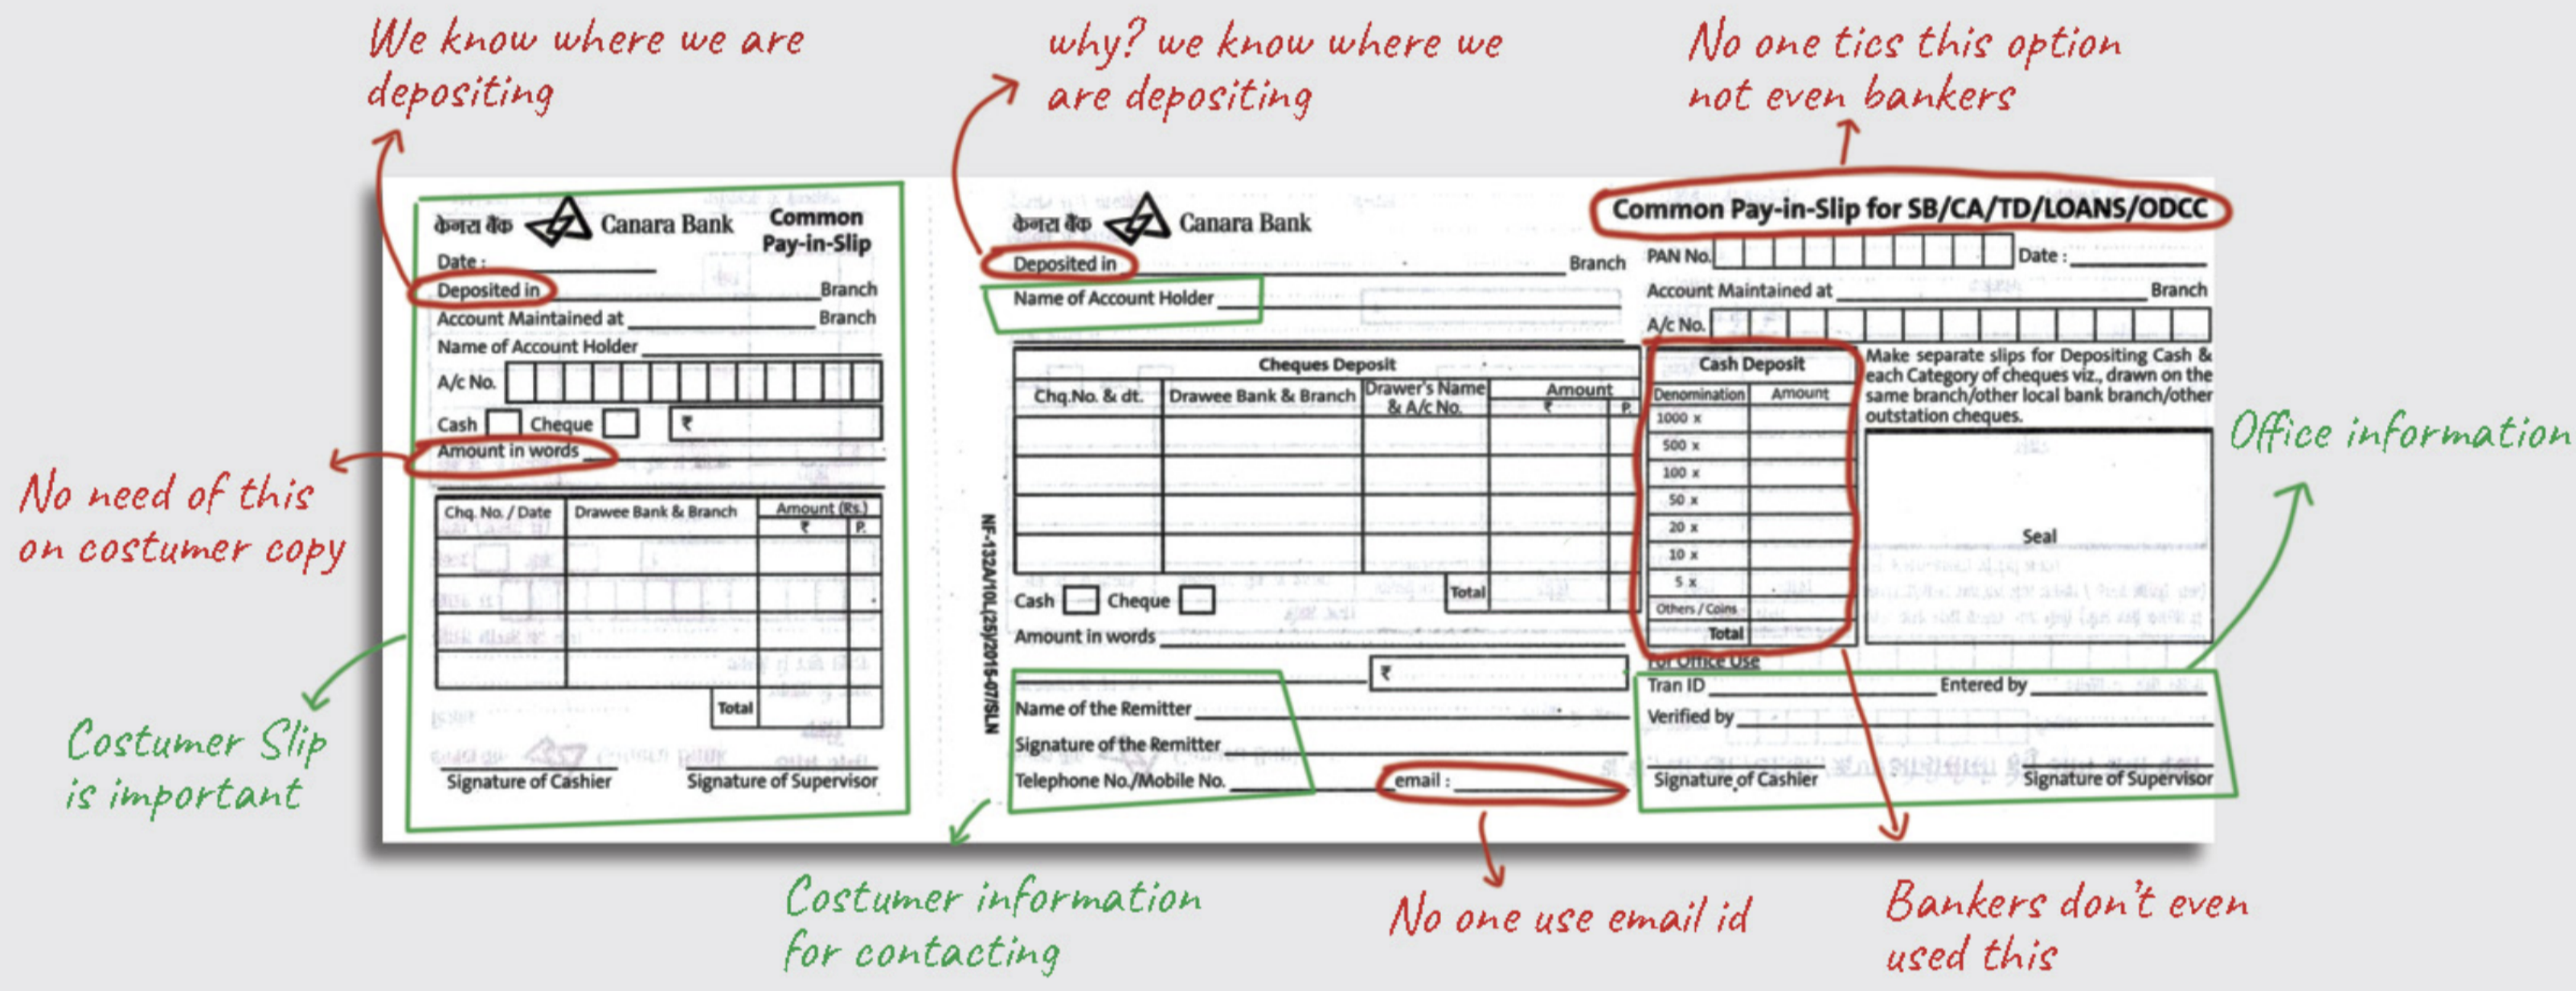 We know where we are
depositing
why? we know where we
are depositing
No one tics this option
not even bankers
केनरा बैंक Canara Bank Common
Pay-in-Slip
Date :
Deposited in Branch
Account Maintained at Branch
Name of Account Holder
A/c No.
Cash Cheque ₹
Amount in words
Chq. No. / Date Drawee Bank & Branch Amount (Rs.)
₹ P.
Total
Signature of Cashier Signature of Supervisor
No need of this
on costumer copy
Costumer Slip
is important
केनरा बैंक Canara Bank
Deposited in Branch
Name of Account Holder
Cheques Deposit
Chq.No. & dt. Drawee Bank & Branch Drawer's Name
& A/c No. Amount
₹ P.
Cash Cheque Total
Amount in words
₹
Name of the Remitter
Signature of the Remitter
Telephone No./Mobile No. email :
NF-132A/10L(25)/2015-07/SLN
Common Pay-in-Slip for SB/CA/TD/LOANS/ODCC
PAN No. Date :
Account Maintained at Branch
A/c No.
Cash Deposit
Denomination Amount
1000 x
500 x
100 x
50 x
20 x
10 x
5 x
Others / Coins
Total
Make separate slips for Depositing Cash &
each Category of cheques viz., drawn on the
same branch/other local bank branch/other
outstation cheques.
Seal
For Office Use
Tran ID Entered by
Verified by
Signature of Cashier Signature of Supervisor
Office information
Costumer information
for contacting
No one use email id
Bankers don't even
used this